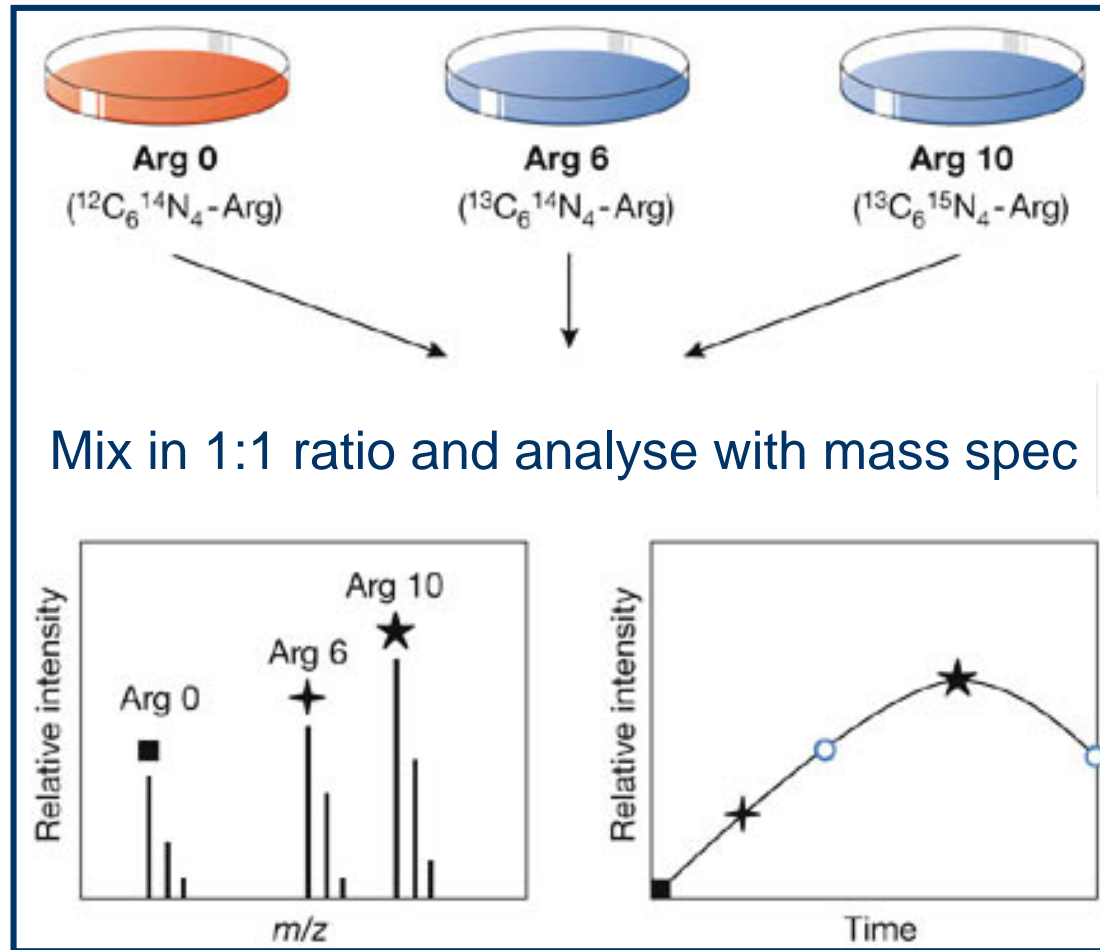 Arg 0
(¹²C₆¹⁴N₄-Arg)
Arg 6
(¹³C₆¹⁴N₄-Arg)
Arg 10
(¹³C₆¹⁵N₄-Arg)
Mix in 1:1 ratio and analyse with mass spec
Relative intensity
Arg 0
Arg 6
Arg 10
m/z
Relative intensity
Time